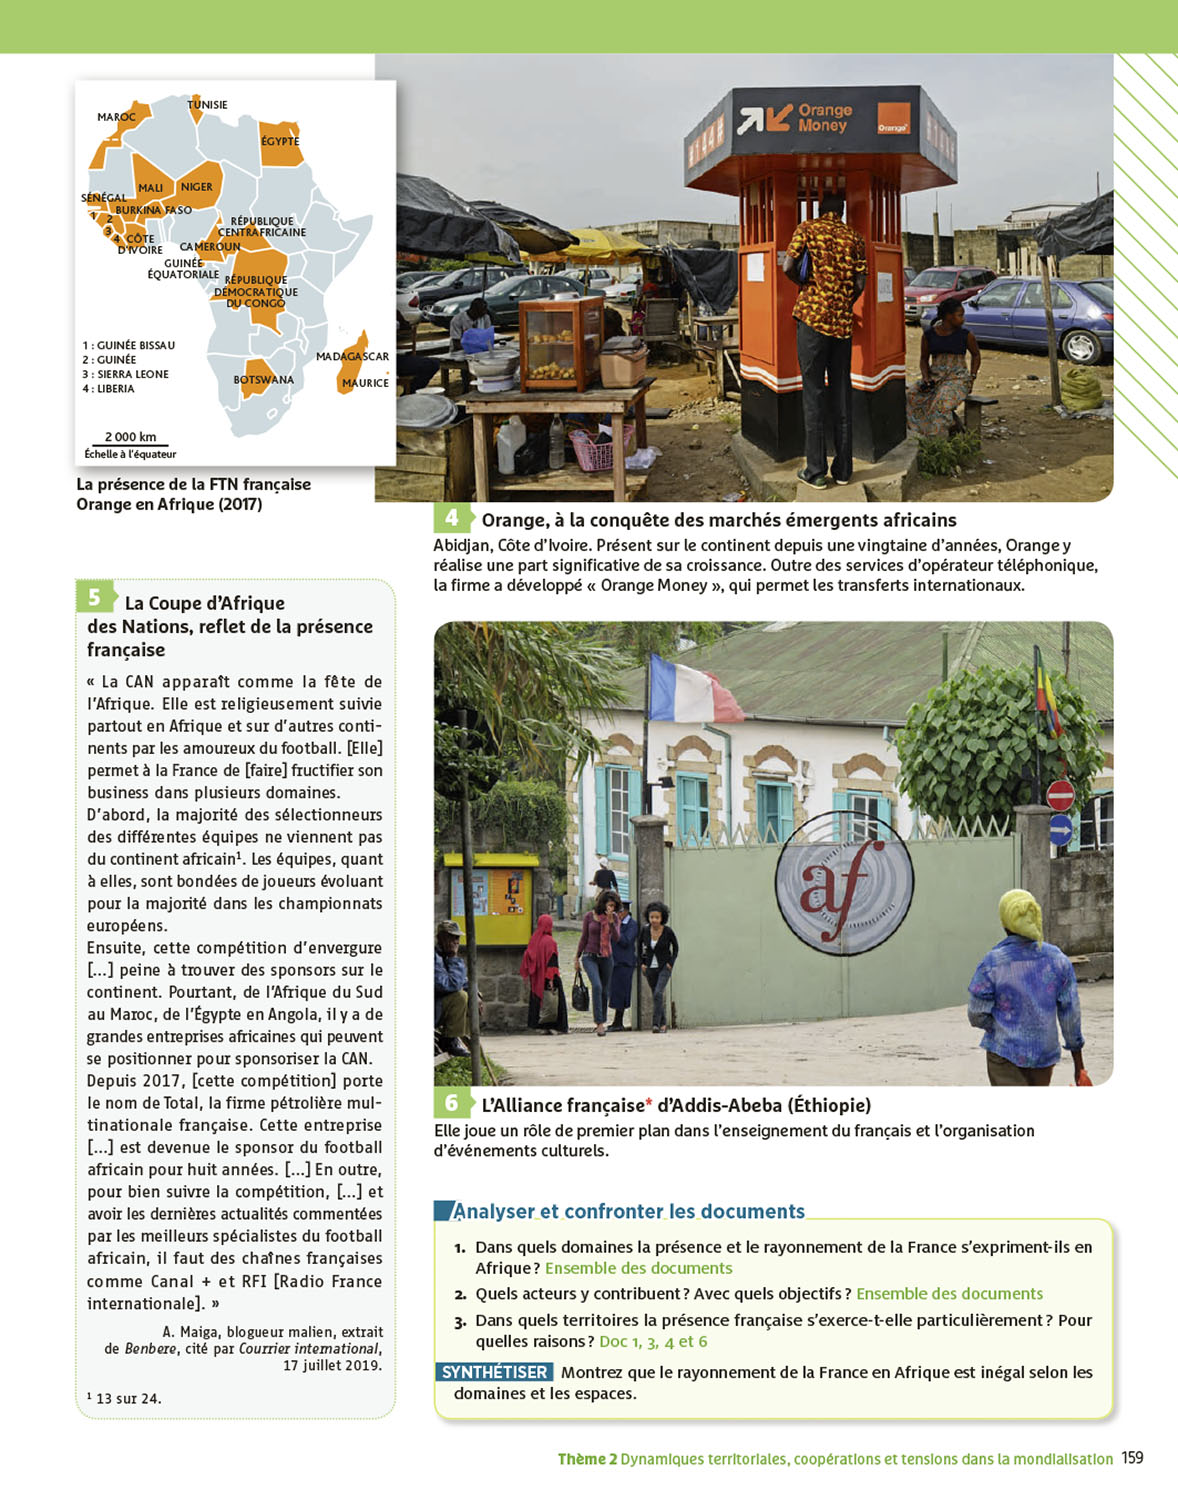 TUNISIE
MAROC
ÉGYPTE
MALI
NIGER
SÉNÉGAL
BURKINA FASO
1
2
3
4
CÔTE
D'IVOIRE
RÉPUBLIQUE
CENTRAFRICAINE
CAMEROUN
GUINÉE
ÉQUATORIALE
RÉPUBLIQUE
DÉMOCRATIQUE
DU CONGO
MADAGASCAR
MAURICE
BOTSWANA
1 : GUINÉE BISSAU
2 : GUINÉE
3 : SIERRA LEONE
4 : LIBERIA
2 000 km
Échelle à l'équateur
La présence de la FTN française
Orange en Afrique (2017)
Orange
Money
Orange
#144#
4 Orange, à la conquête des marchés émergents africains
Abidjan, Côte d'Ivoire. Présent sur le continent depuis une vingtaine d'années, Orange y
réalise une part significative de sa croissance. Outre des services d'opérateur téléphonique,
la firme a développé « Orange Money », qui permet les transferts internationaux.
5 La Coupe d'Afrique
des Nations, reflet de la présence
française
« La CAN apparaît comme la fête de
l'Afrique. Elle est religieusement suivie
partout en Afrique et sur d'autres conti-
nents par les amoureux du football. [Elle]
permet à la France de [faire] fructifier son
business dans plusieurs domaines.
D'abord, la majorité des sélectionneurs
des différentes équipes ne viennent pas
du continent africain¹. Les équipes, quant
à elles, sont bondées de joueurs évoluant
pour la majorité dans les championnats
européens.
Ensuite, cette compétition d'envergure
[...] peine à trouver des sponsors sur le
continent. Pourtant, de l'Afrique du Sud
au Maroc, de l'Égypte en Angola, il y a de
grandes entreprises africaines qui peuvent
se positionner pour sponsoriser la CAN.
Depuis 2017, [cette compétition] porte
le nom de Total, la firme pétrolière mul-
tinationale française. Cette entreprise
[...] est devenue le sponsor du football
africain pour huit années. [...] En outre,
pour bien suivre la compétition, [...] et
avoir les dernières actualités commentées
par les meilleurs spécialistes du football
africain, il faut des chaînes françaises
comme Canal + et RFI [Radio France
internationale]. »
A. Maiga, blogueur malien, extrait
de Benbere, cité par Courrier international,
17 juillet 2019.
¹ 13 sur 24.
af
6 L'Alliance française* d'Addis-Abeba (Éthiopie)
Elle joue un rôle de premier plan dans l'enseignement du français et l'organisation
d'événements culturels.
Analyser et confronter les documents
1. Dans quels domaines la présence et le rayonnement de la France s'expriment-ils en
Afrique ? Ensemble des documents
2. Quels acteurs y contribuent ? Avec quels objectifs ? Ensemble des documents
3. Dans quels territoires la présence française s'exerce-t-elle particulièrement ? Pour
quelles raisons ? Doc 1, 3, 4 et 6
SYNTHÉTISER Montrez que le rayonnement de la France en Afrique est inégal selon les
domaines et les espaces.
Thème 2 Dynamiques territoriales, coopérations et tensions dans la mondialisation 159